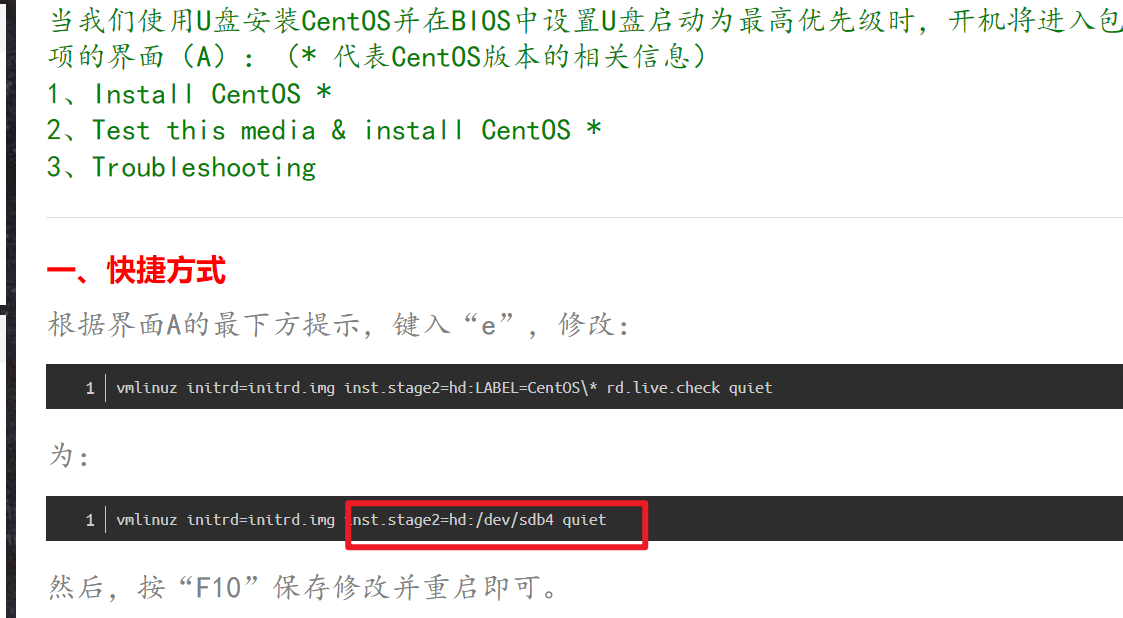 当我们使用U盘安装CentOS并在BIOS中设置U盘启动为最高优先级时，开机将进入包
项的界面（A）：（* 代表CentOS版本的相关信息）
1、Install CentOS *
2、Test this media & install CentOS *
3、Troubleshooting
一、快捷方式
根据界面A的最下方提示，键入“e”，修改：
1 vmlinuz initrd=initrd.img inst.stage2=hd:LABEL=CentOS\* rd.live.check quiet
为：
1 vmlinuz initrd=initrd.img inst.stage2=hd:/dev/sdb4 quiet
然后，按“F10”保存修改并重启即可。